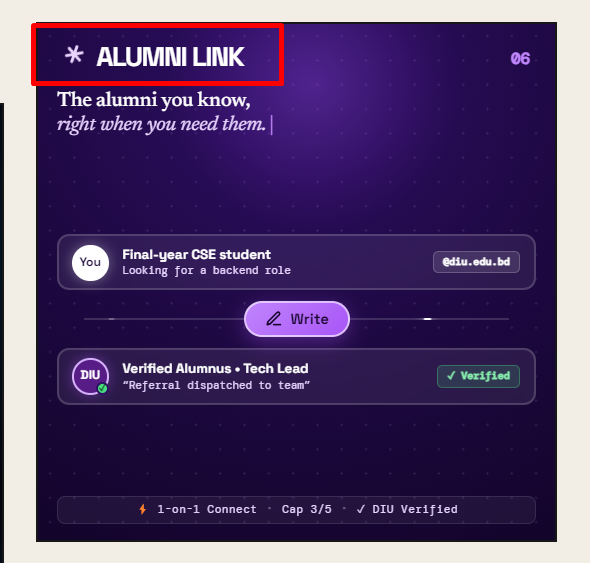 ALUMNI LINK
06
The alumni you know,
right when you need them.
You
Final-year CSE student
Looking for a backend role
@diu.edu.bd
Write
DIU
Verified Alumnus • Tech Lead
“Referral dispatched to team”
✓ Verified
1-on-1 Connect · Cap 3/5 · ✓ DIU Verified